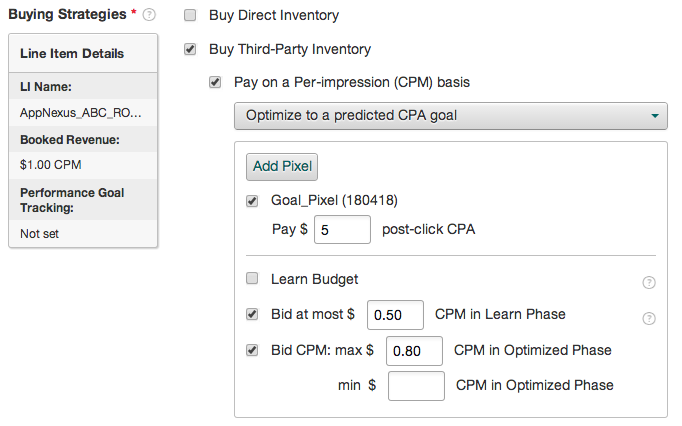 Buying Strategies * ?
Buy Direct Inventory
Line Item Details
LI Name:
AppNexus_ABC_RO...
Booked Revenue:
$1.00 CPM
Performance Goal
Tracking:
Not set
Buy Third-Party Inventory
Pay on a Per-impression (CPM) basis
Optimize to a predicted CPA goal
Add Pixel
Goal_Pixel (180418)
Pay $ 5 post-click CPA
Learn Budget ?
Bid at most $ 0.50 CPM in Learn Phase ?
Bid CPM: max $ 0.80 CPM in Optimized Phase
min $ CPM in Optimized Phase